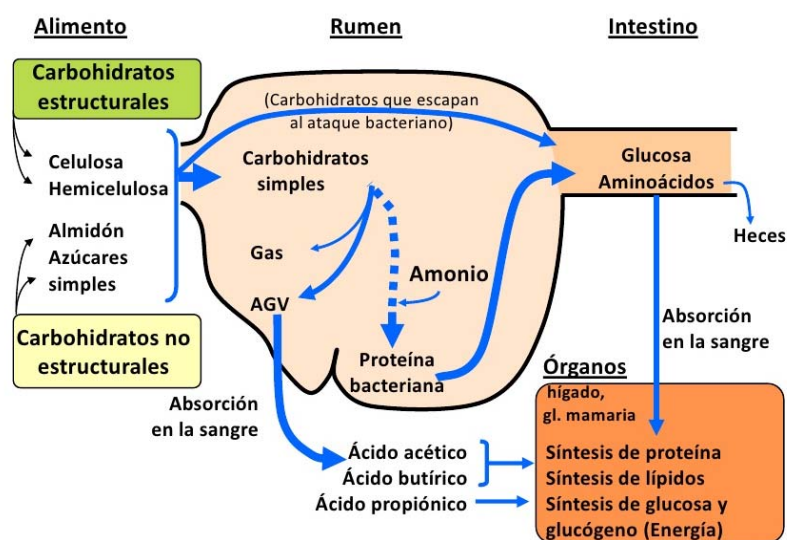 Alimento
Rumen
Intestino
Carbohidratos
estructurales
(Carbohidratos que escapan
al ataque bacteriano)
Celulosa
Hemicelulosa
Carbohidratos
simples
Glucosa
Aminoácidos
Almidón
Azúcares
simples
Gas
Amonio
Heces
AGV
Carbohidratos no
estructurales
Proteína
bacteriana
Absorción
en la sangre
Absorción
en la sangre
Órganos
hígado,
gl. mamaria
Ácido acético
Ácido butírico
Ácido propiónico
Síntesis de proteína
Síntesis de lípidos
Síntesis de glucosa y
glucógeno (Energía)